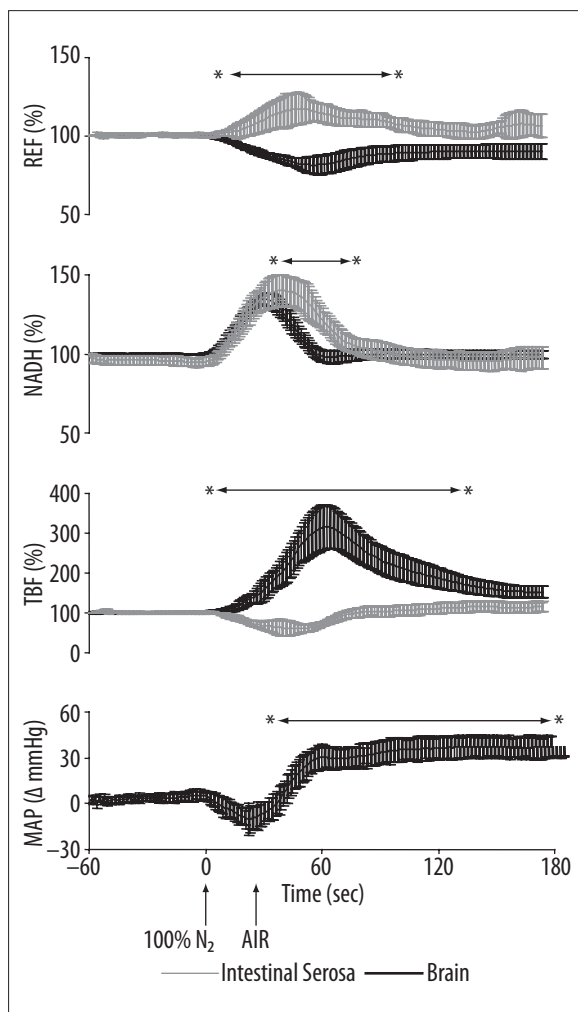 150
* *
REF (%)
100
50
150
* *
NADH (%)
100
50
400
* *
300
TBF (%)
200
100
0
60
* *
30
MAP (Δ mmHg)
0
−30
−60 0 60 120 180
Time (sec)
100% N₂ AIR
Intestinal Serosa Brain